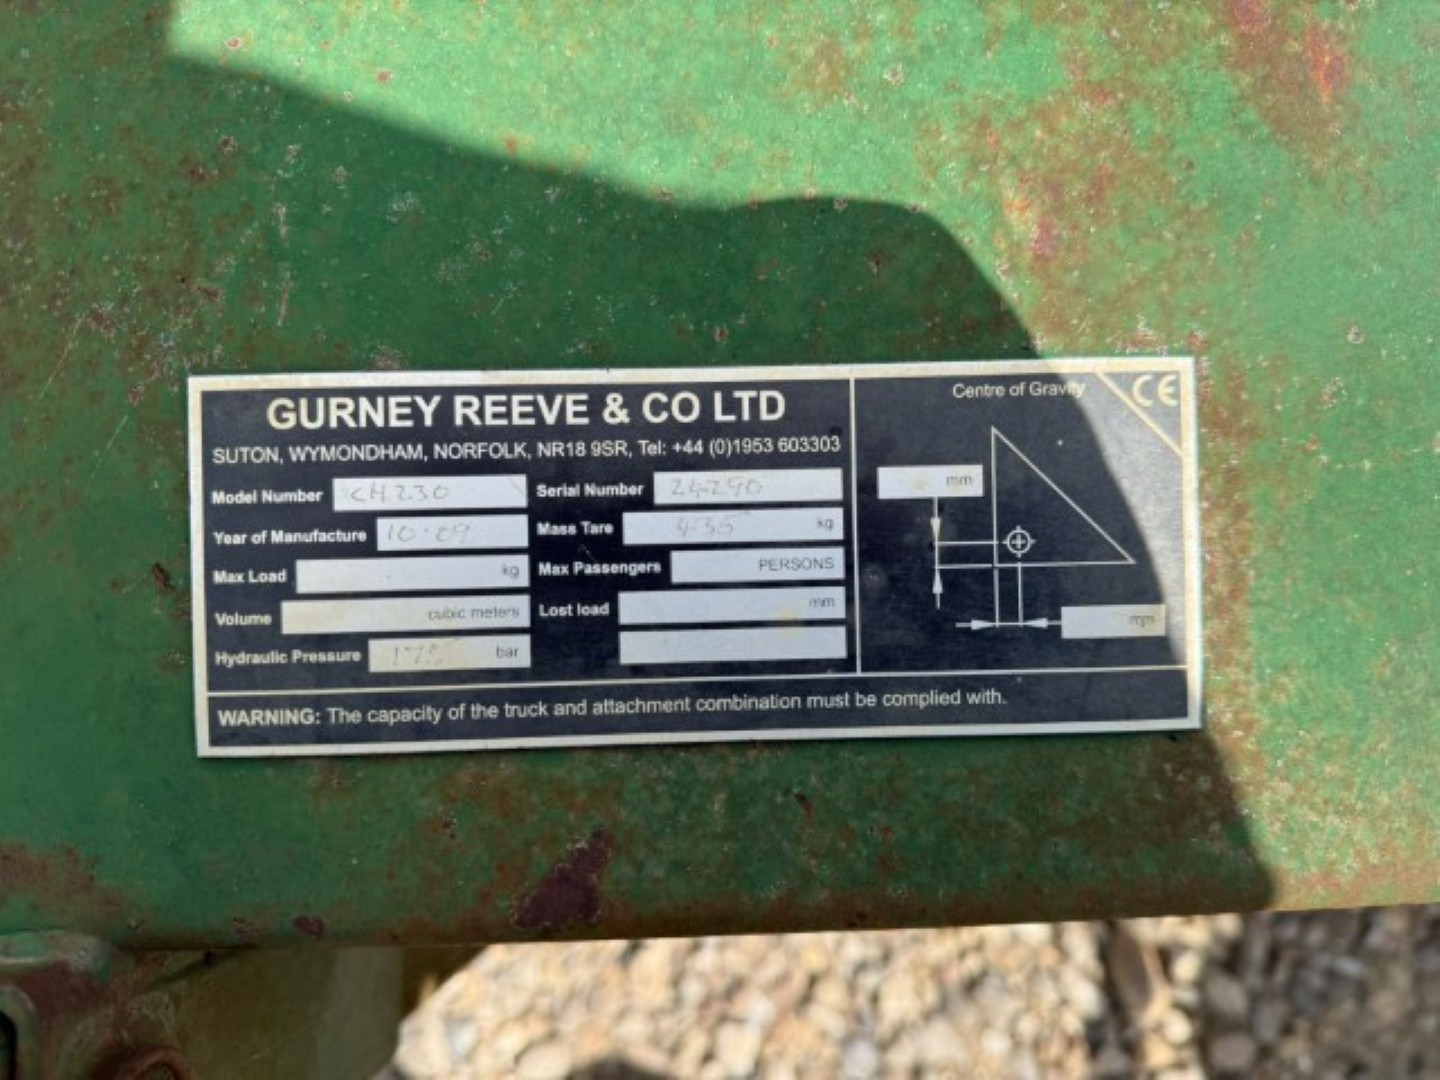 GURNEY REEVE & CO LTD
SUTON, WYMONDHAM, NORFOLK, NR18 9SR, Tel: +44 (0)1953 603303
Model Number CH230 Serial Number 24290
Year of Manufacture 10·09 Mass Tare 435 kg
Max Load kg Max Passengers PERSONS
Volume cubic meters Lost load mm
Hydraulic Pressure 175 bar
WARNING: The capacity of the truck and attachment combination must be complied with.
Centre of Gravity CE
mm
mm